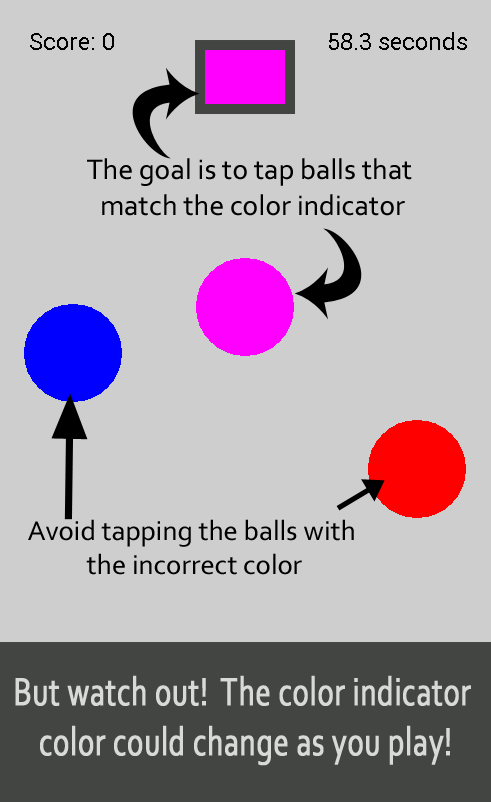 Score: 0
58.3 seconds
The goal is to tap balls that
match the color indicator
Avoid tapping the balls with
the incorrect color
But watch out!  The color indicator
color could change as you play!